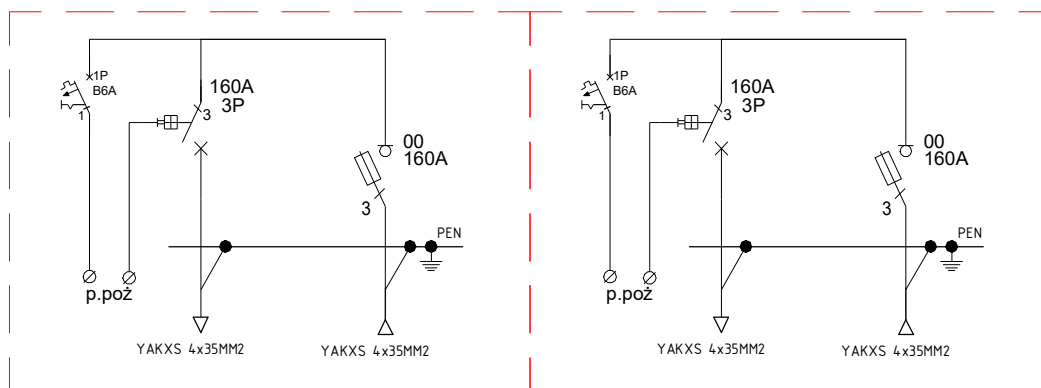 1P
B6A
1
160A
3P
3
00
160A
3
PEN
p.poż
YAKXS 4x35MM2
YAKXS 4x35MM2
1P
B6A
1
160A
3P
3
00
160A
3
PEN
p.poż
YAKXS 4x35MM2
YAKXS 4x35MM2